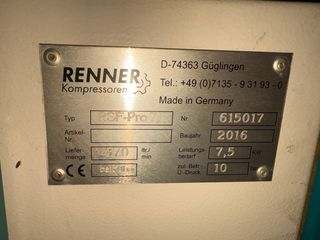 RENNER
Kompressoren
D-74363 Güglingen
Tel.: +49 (0)7135 - 9 31 93 - 0
Made in Germany
Typ Nr. 615017
Artikel-Nr. Baujahr 2016
Liefer menge ltr./min Leistungs bedarf 7,5 kW
CE zul. Betr. Ü.-Druck 10